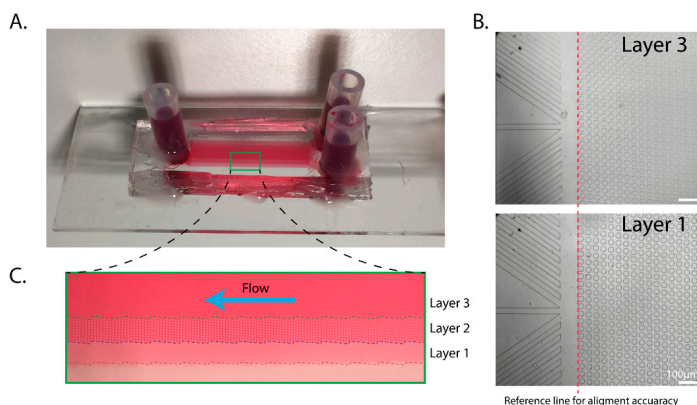 A.
B.
Layer 3
Layer 1
100µm
Reference line for aligment accuaracy
C.
Flow
Layer 3
Layer 2
Layer 1